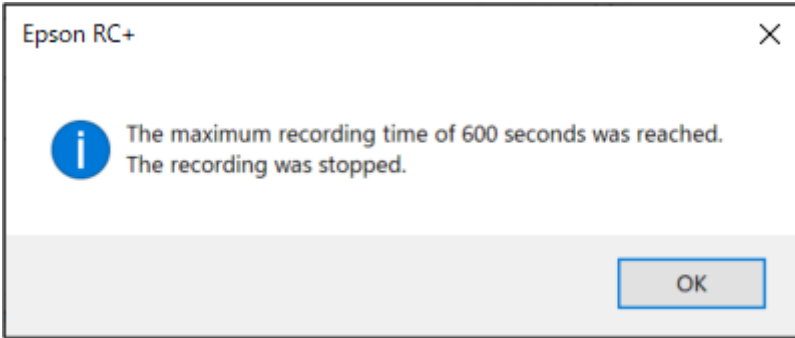 Epson RC+
The maximum recording time of 600 seconds was reached.
The recording was stopped.
OK